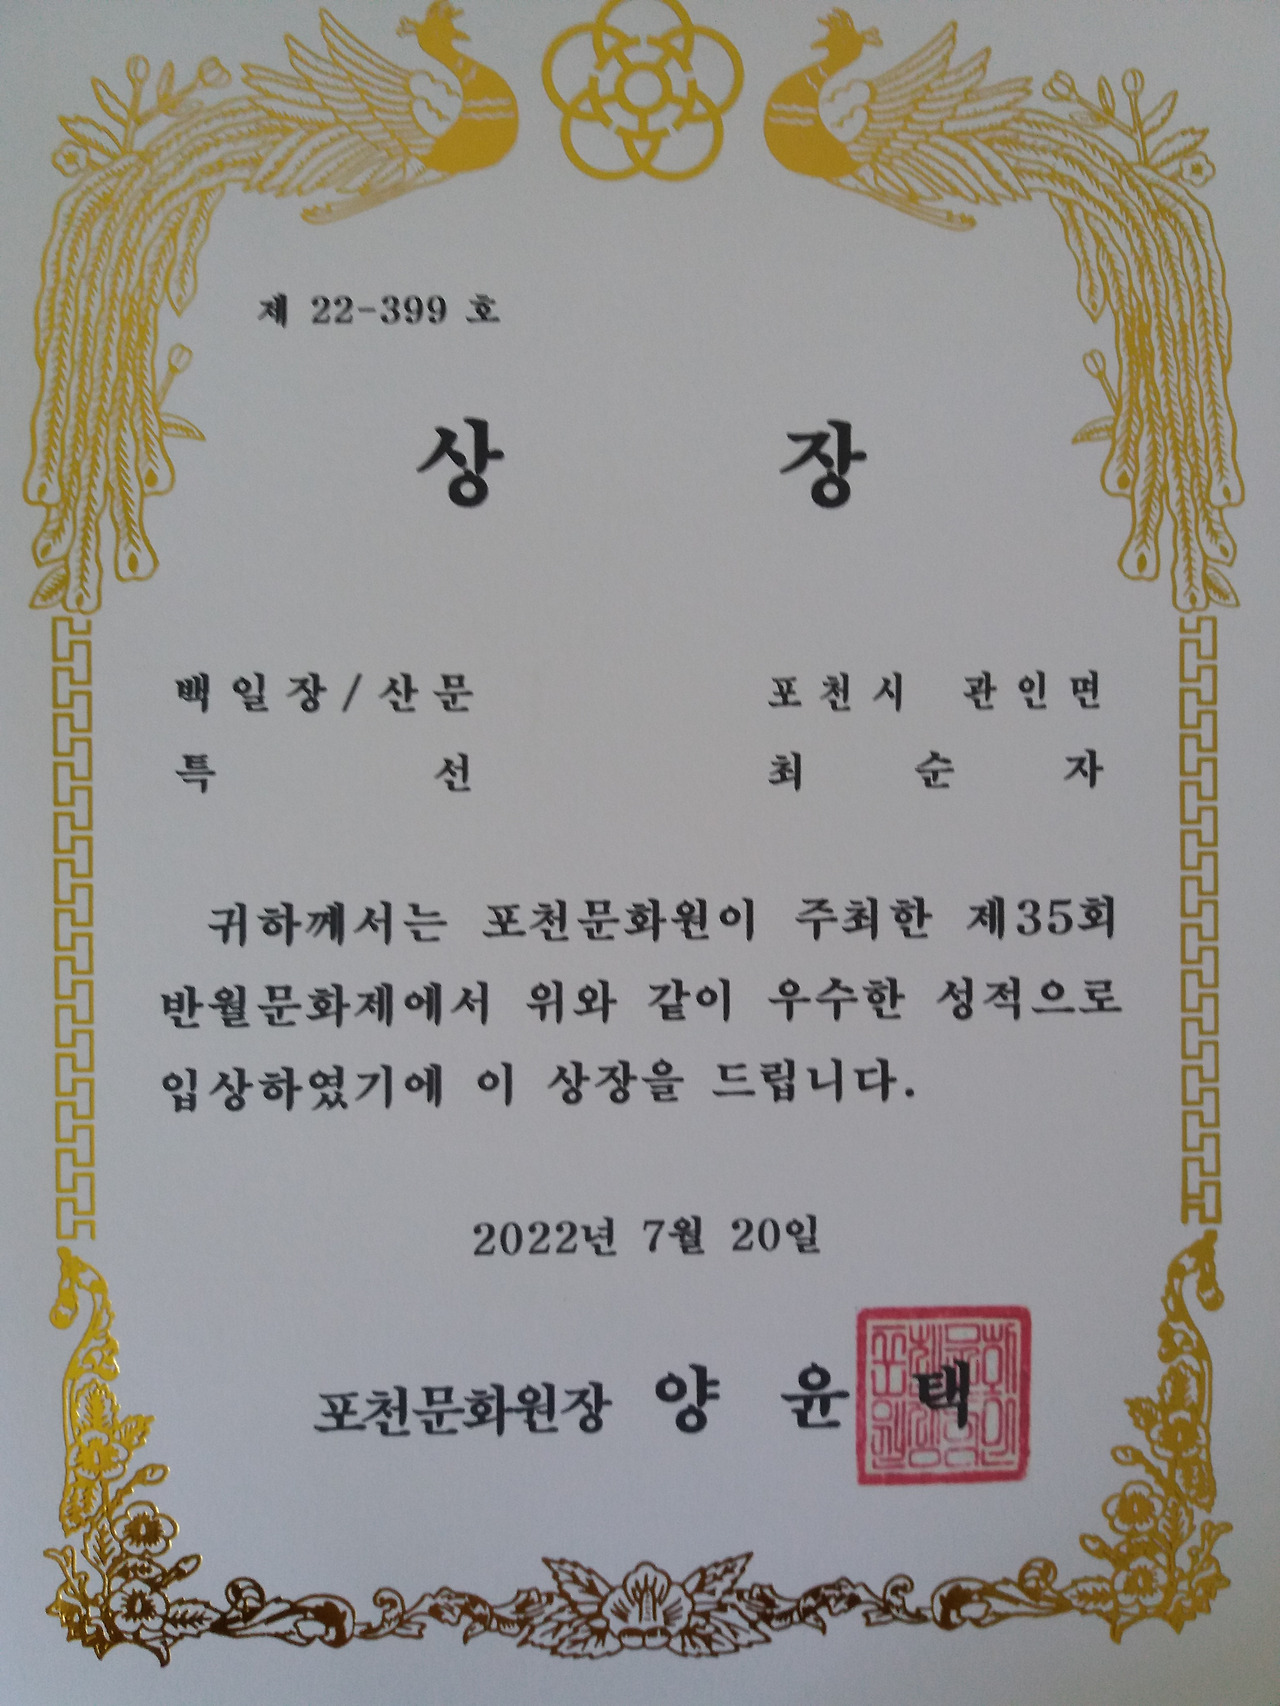 제 22-399 호
상 장
백일장/산문 포천시 관인면
특 선 최 순 자
귀하께서는 포천문화원이 주최한 제35회
반월문화제에서 위와 같이 우수한 성적으로
입상하였기에 이 상장을 드립니다.
2022년 7월 20일
포천문화원장 양 윤 택